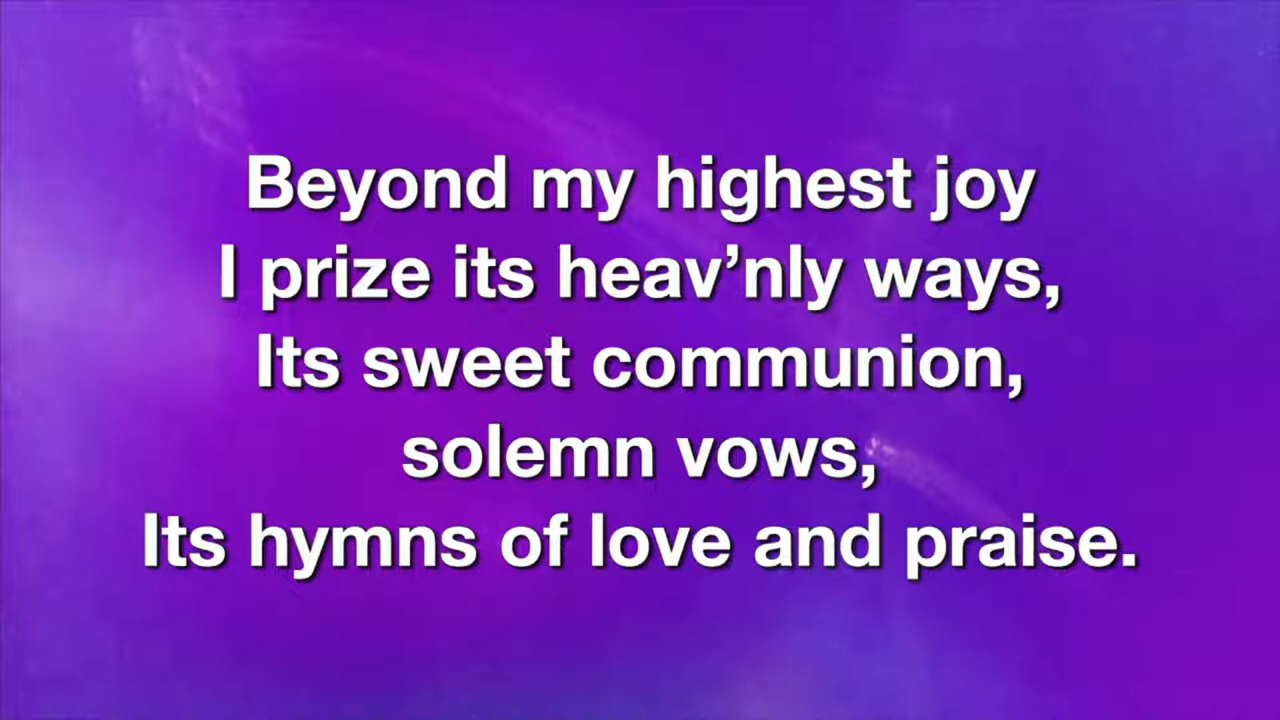 Beyond my highest joy
I prize its heav’nly ways,
Its sweet communion,
solemn vows,
Its hymns of love and praise.